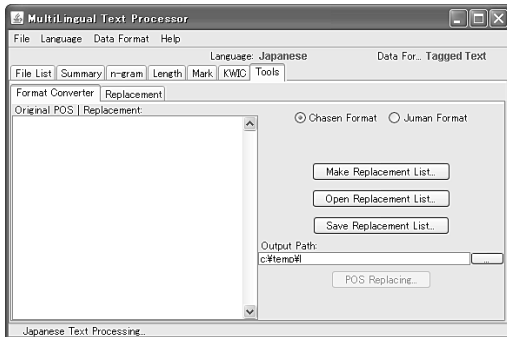 MultiLingual Text Processor
File Language Data Format Help
Language: Japanese Data For... Tagged Text
File List Summary n-gram Length Mark KWIC Tools
Format Converter Replacement
Original POS | Replacement:
Chasen Format Juman Format
Make Replacement List...
Open Replacement List...
Save Replacement List...
Output Path:
c:¥temp¥
...
POS Replacing...
Japanese Text Processing...